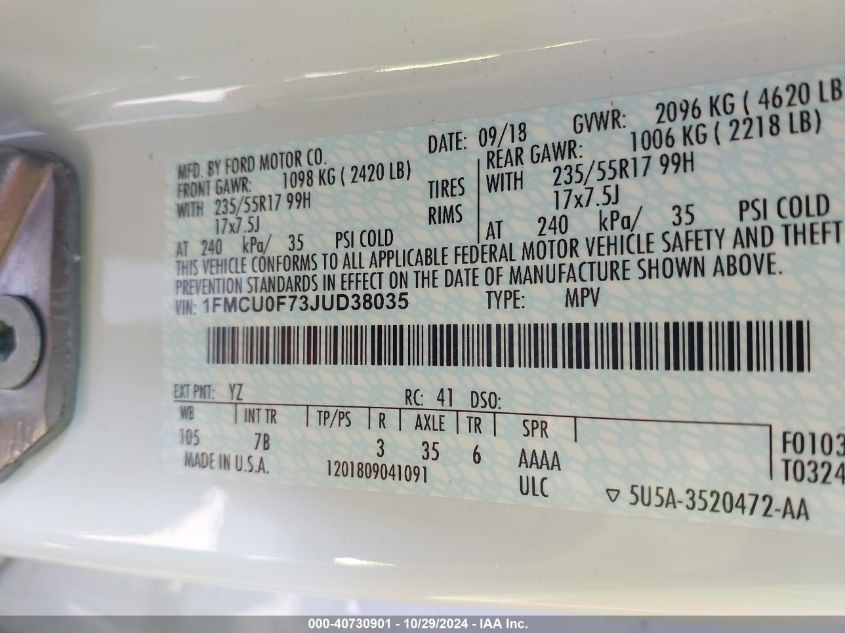 MFD. BY FORD MOTOR CO.
DATE: 09/18 GVWR: 2096 KG ( 4620 LB
FRONT GAWR: 1098 KG ( 2420 LB)
REAR GAWR: 1006 KG ( 2218 LB)
WITH 235/55R17 99H TIRES WITH 235/55R17 99H
17x7.5J RIMS 17x7.5J
AT 240 kPa/ 35 PSI COLD AT 240 kPa/ 35 PSI COLD
THIS VEHICLE CONFORMS TO ALL APPLICABLE FEDERAL MOTOR VEHICLE SAFETY AND THEFT
PREVENTION STANDARDS IN EFFECT ON THE DATE OF MANUFACTURE SHOWN ABOVE.
VIN: 1FMCU0F73JUD38035 TYPE: MPV
EXT PNT: YZ RC: 41 DSO:
WB INT TR TP/PS R AXLE TR SPR
105 7B 3 35 6 AAAA F0103
MADE IN U.S.A. 1201809041091 ULC T0324
▽ 5U5A-3520472-AA
000-40730901 - 10/29/2024 - IAA Inc.